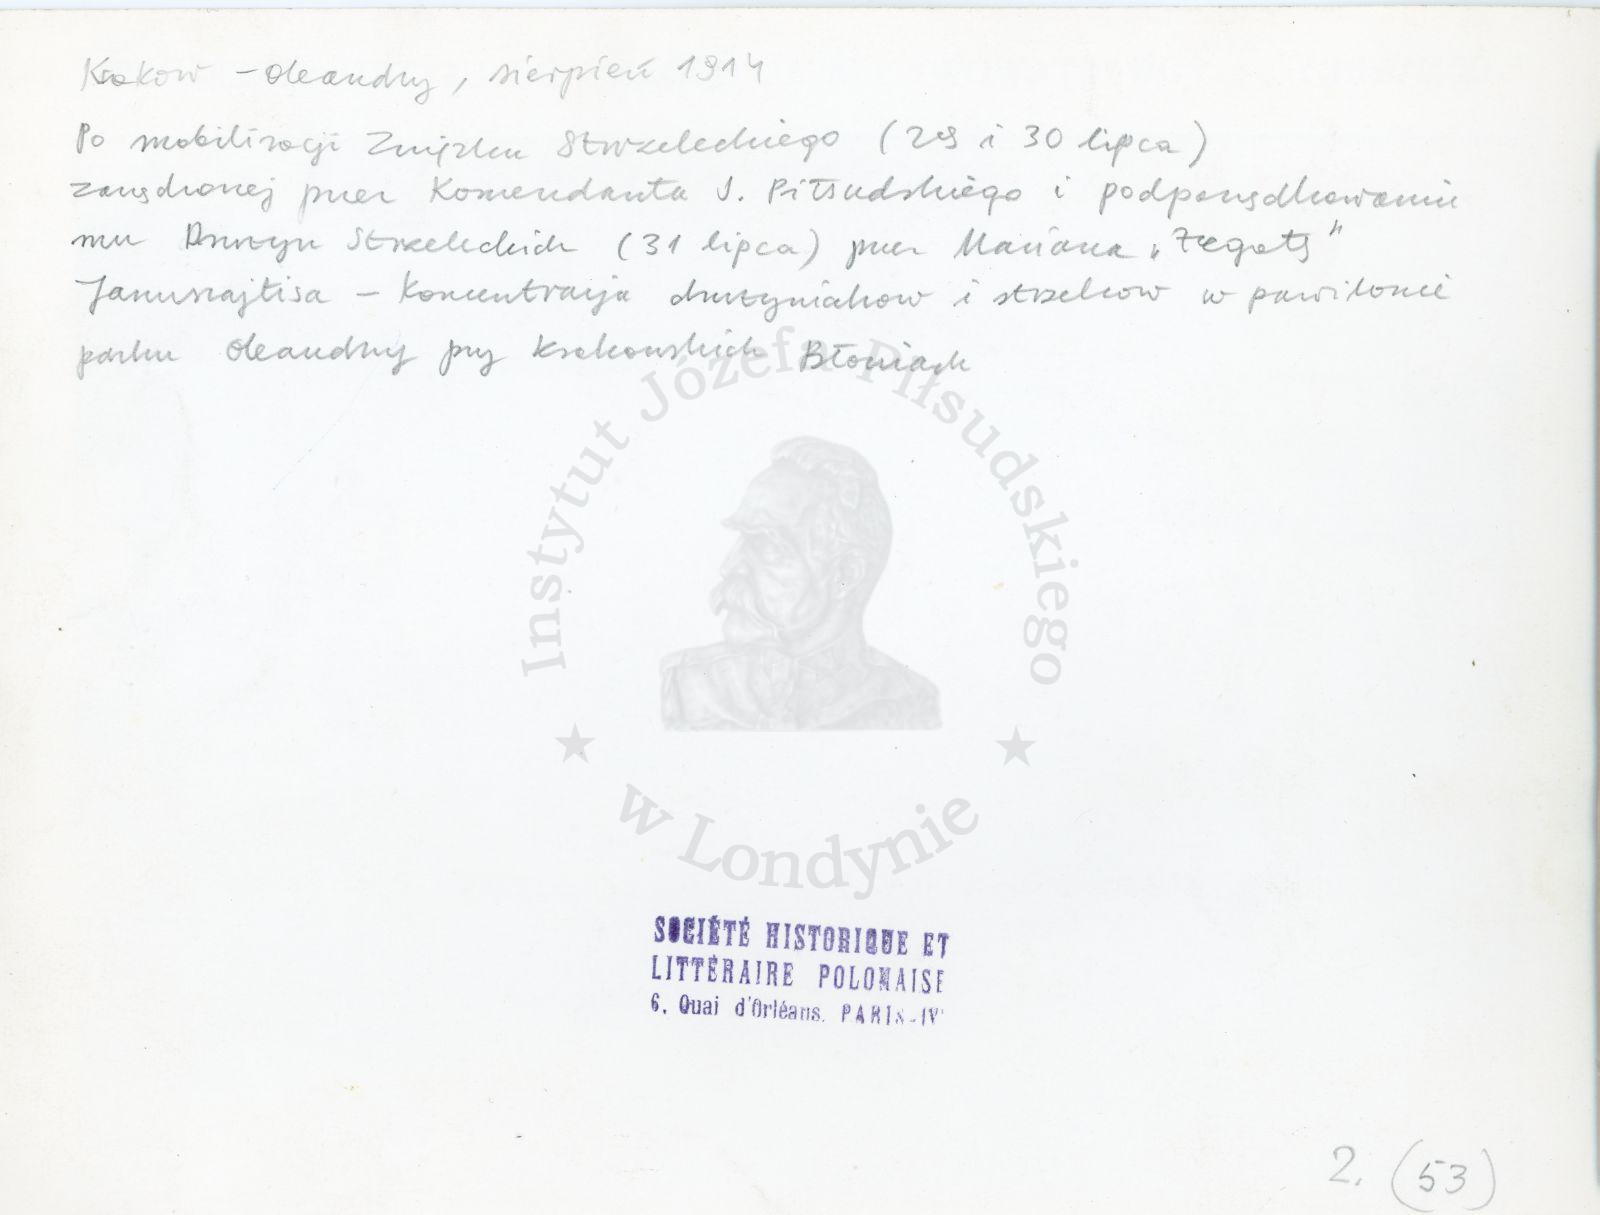 Kraków – Oleandry, sierpień 1914
Po mobilizacji Związku Strzeleckiego (29 i 30 lipca)
zarządzonej przez Komendanta J. Piłsudskiego i podporządkowaniu
mu Drużyn Strzeleckich (31 lipca) przez Mariana „Żegotę"
Januszajtisa – koncentracja drużyniaków i strzelców w pawilonie
parku Oleandry przy krakowskich Błoniach
Instytut Józefa Piłsudskiego
★ ★
w Londynie
SOCIÉTÉ HISTORIQUE ET
LITTÉRAIRE POLONAISE
6, Quai d'Orléans. PARIS-IVᵉ
2. (53)